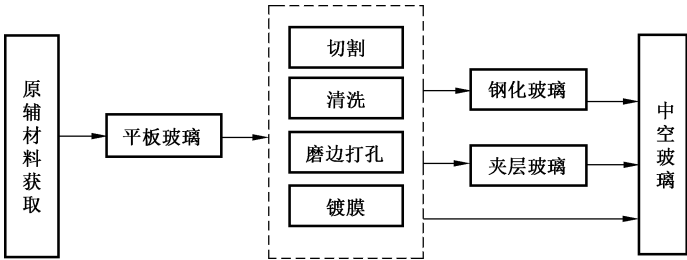 原辅材料获取
平板玻璃
切割
清洗
磨边打孔
镀膜
钢化玻璃
夹层玻璃
中空玻璃